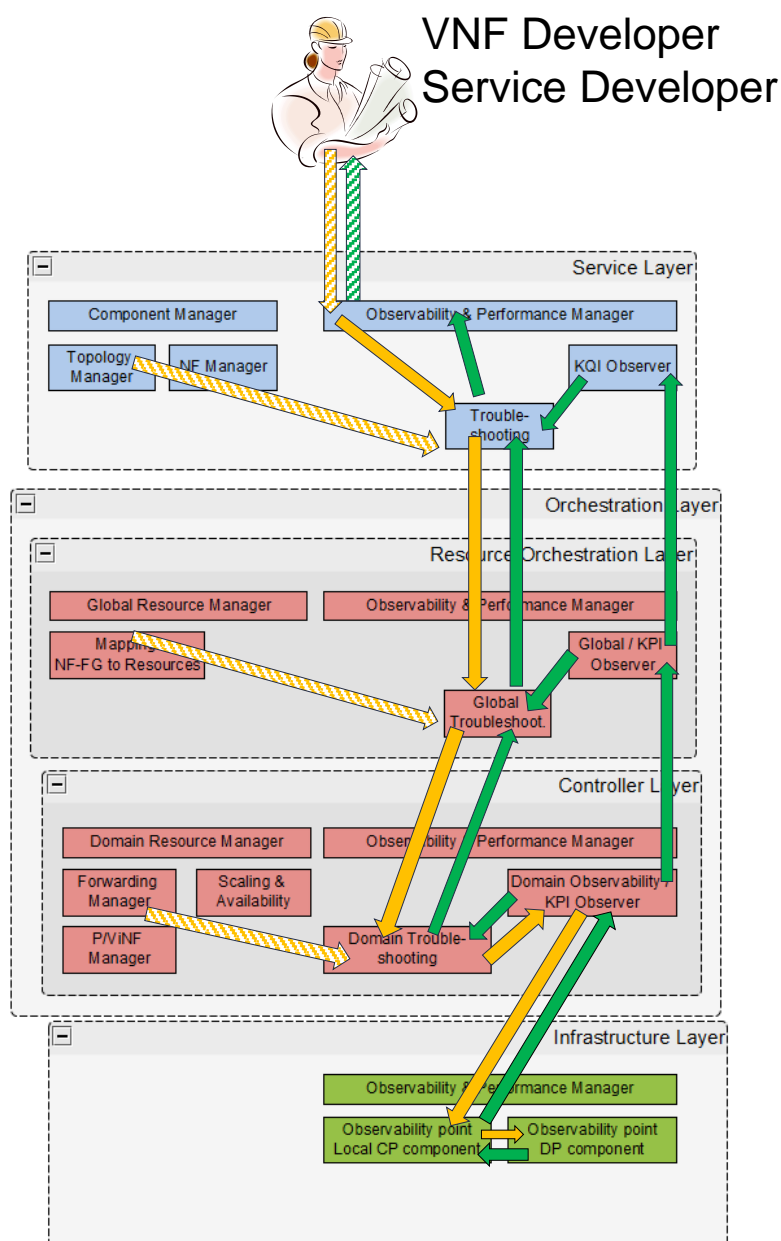 VNF Developer
Service Developer
Service Layer
Component Manager
Observability & Performance Manager
Topology
Manager
NF Manager
KQI Observer
Trouble-
shooting
Orchestration Layer
Resource Orchestration Layer
Global Resource Manager
Observability & Performance Manager
Mapping
NF-FG to Resources
Global / KPI
Observer
Global
Troubleshoot.
Controller Layer
Domain Resource Manager
Observability & Performance Manager
Forwarding
Manager
Scaling &
Availability
Domain Observability /
KPI Observer
P/ViNF
Manager
Domain Trouble-
shooting
Infrastructure Layer
Observability & Performance Manager
Observability point
Local CP component
Observability point
DP component